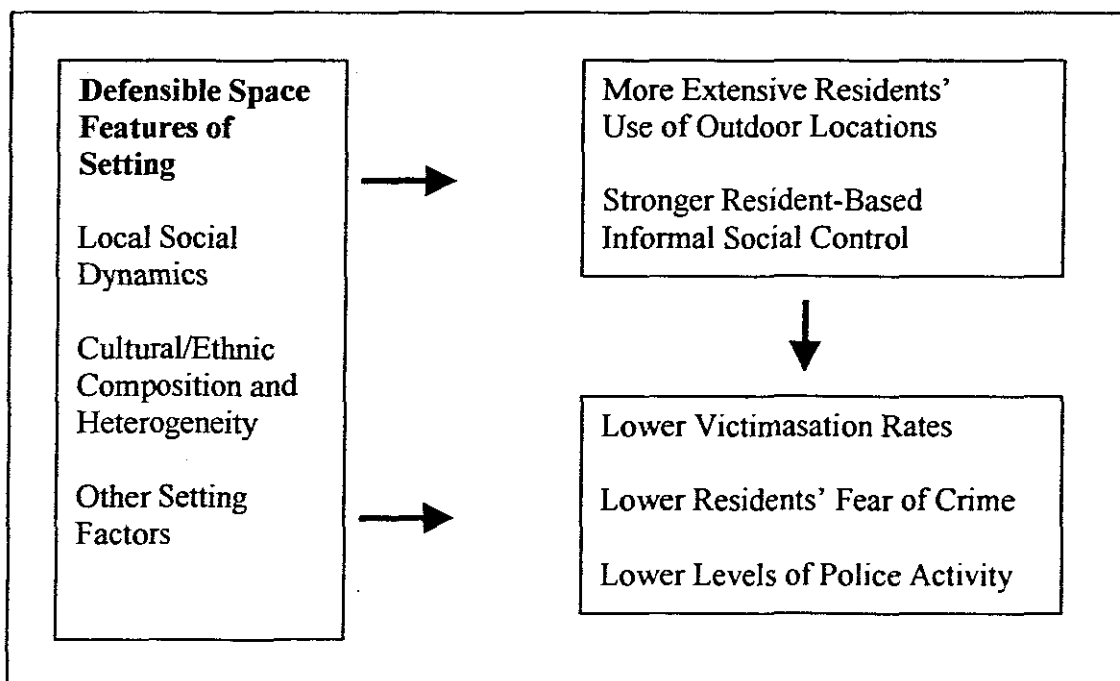 Defensible Space
Features of
Setting
Local Social
Dynamics
Cultural/Ethnic
Composition and
Heterogeneity
Other Setting
Factors
More Extensive Residents’
Use of Outdoor Locations
Stronger Resident-Based
Informal Social Control
Lower Victimasation Rates
Lower Residents’ Fear of Crime
Lower Levels of Police Activity